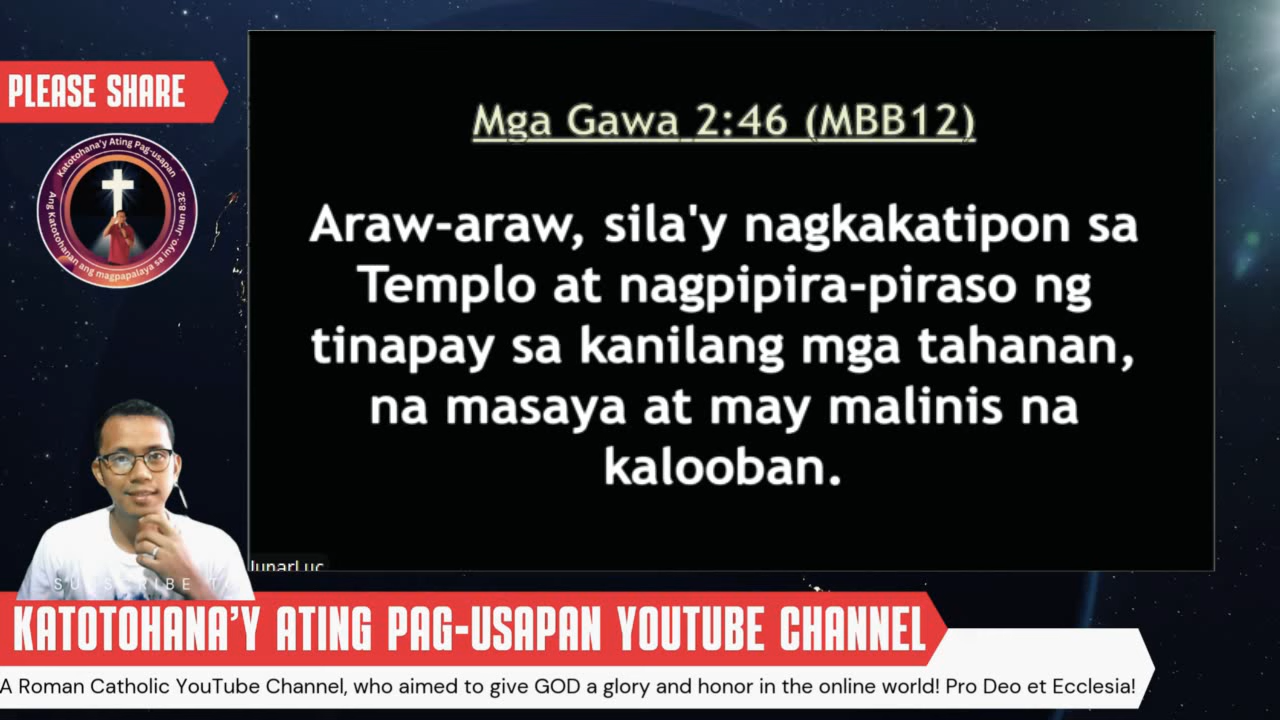 PLEASE SHARE
Katotohana'y Ating Pag-usapan
Ang Katotohanan ang magpapalaya sa inyo. Juan 8:32
Mga Gawa 2:46 (MBB12)
Araw-araw, sila'y nagkakatipon sa
Templo at nagpipira-piraso ng
tinapay sa kanilang mga tahanan,
na masaya at may malinis na
kalooban.
JunarLuc
SUBSCRIBE
KATOTOHANA'Y ATING PAG-USAPAN YOUTUBE CHANNEL
A Roman Catholic YouTube Channel, who aimed to give GOD a glory and honor in the online world! Pro Deo et Ecclesia!